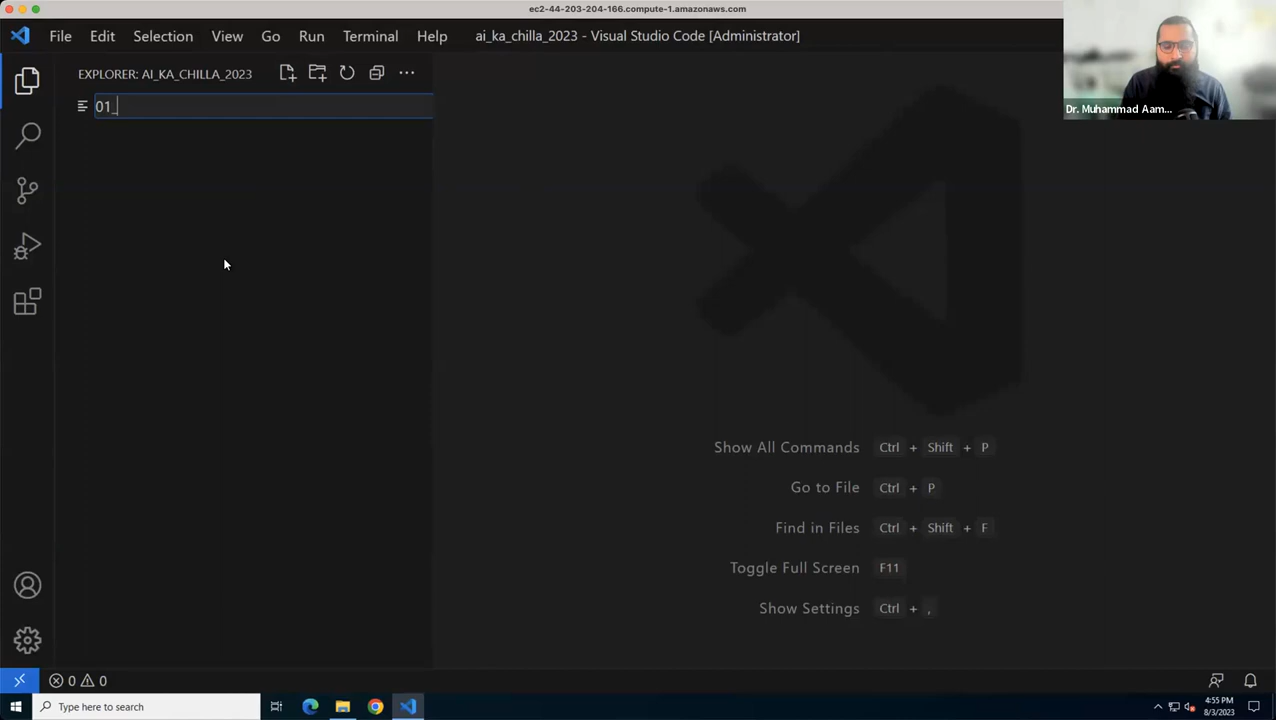 ec2-44-203-204-166.compute-1.amazonaws.com
File Edit Selection View Go Run Terminal Help ai_ka_chilla_2023 - Visual Studio Code [Administrator]
EXPLORER: AI_KA_CHILLA_2023
01_
Dr. Muhammad Aam...
Show All Commands Ctrl + Shift + P
Go to File Ctrl + P
Find in Files Ctrl + Shift + F
Toggle Full Screen F11
Show Settings Ctrl + ,
0 0
Type here to search
4:55 PM
8/3/2023